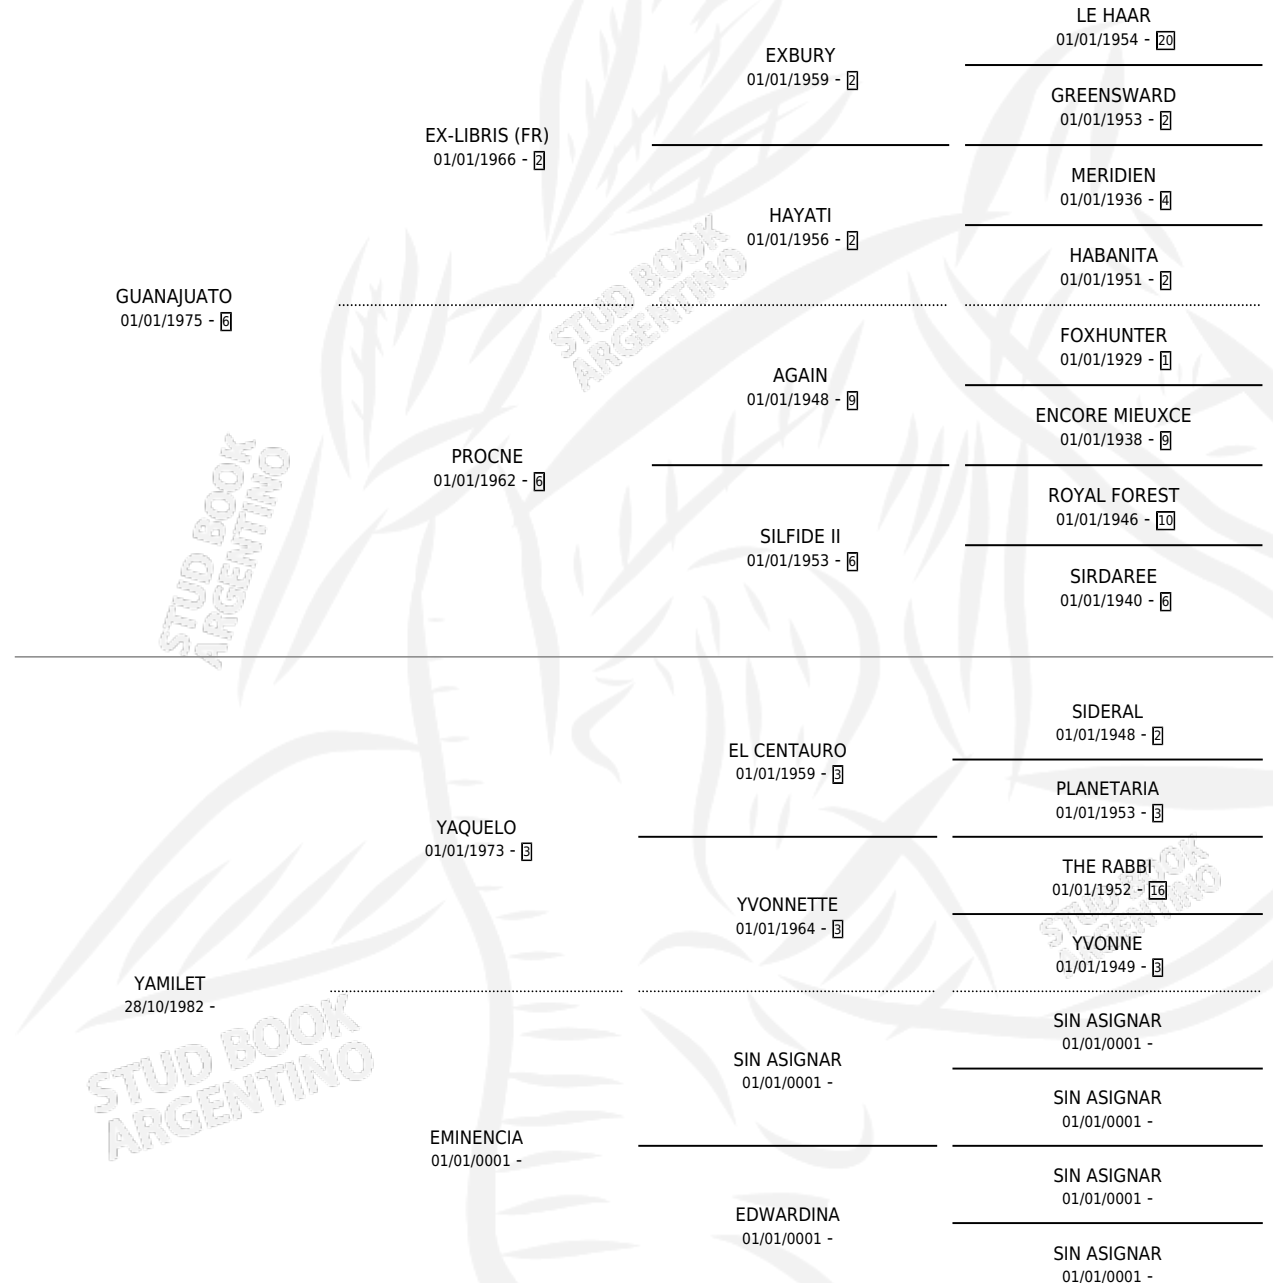 LE HAAR
01/01/1954 - 20
EXBURY
01/01/1959 - 2
GREENSWARD
01/01/1953 - 2
EX-LIBRIS (FR)
01/01/1966 - 2
MERIDIEN
01/01/1936 - 4
HAYATI
01/01/1956 - 2
HABANITA
01/01/1951 - 2
GUANAJUATO
01/01/1975 - 6
FOXHUNTER
01/01/1929 - 1
AGAIN
01/01/1948 - 9
ENCORE MIEUXCE
01/01/1938 - 9
PROCNE
01/01/1962 - 6
ROYAL FOREST
01/01/1946 - 10
SILFIDE II
01/01/1953 - 6
SIRDAREE
01/01/1940 - 6
SIDERAL
01/01/1948 - 2
EL CENTAURO
01/01/1959 - 3
PLANETARIA
01/01/1953 - 3
YAQUELO
01/01/1973 - 3
THE RABBI
01/01/1952 - 16
YVONNETTE
01/01/1964 - 3
YVONNE
01/01/1949 - 3
YAMILET
28/10/1982 -
SIN ASIGNAR
01/01/0001 -
SIN ASIGNAR
01/01/0001 -
SIN ASIGNAR
01/01/0001 -
EMINENCIA
01/01/0001 -
SIN ASIGNAR
01/01/0001 -
EDWARDINA
01/01/0001 -
SIN ASIGNAR
01/01/0001 -
STUD BOOK
ARGENTINO
STUD BOOK
ARGENTINO
STUD BOOK
ARGENTINO
STUD BOOK
ARGENTINO